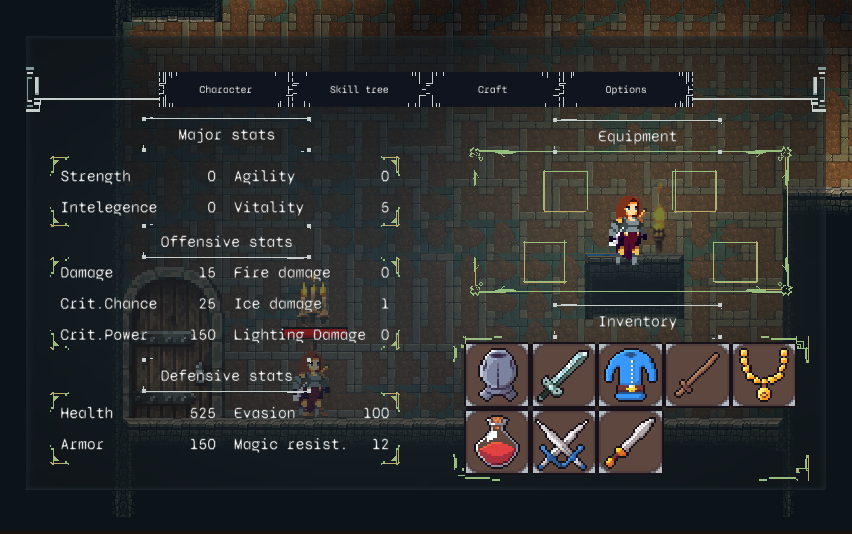 Character Skill tree Craft Options
Major stats
Strength 0 Agility 0
Intelegence 0 Vitality 5
Offensive stats
Damage 15 Fire damage 0
Crit.Chance 25 Ice damage 1
Crit.Power 150 Lighting Damage 0
Defensive stats
Health 525 Evasion 100
Armor 150 Magic resist. 12
Equipment
Inventory